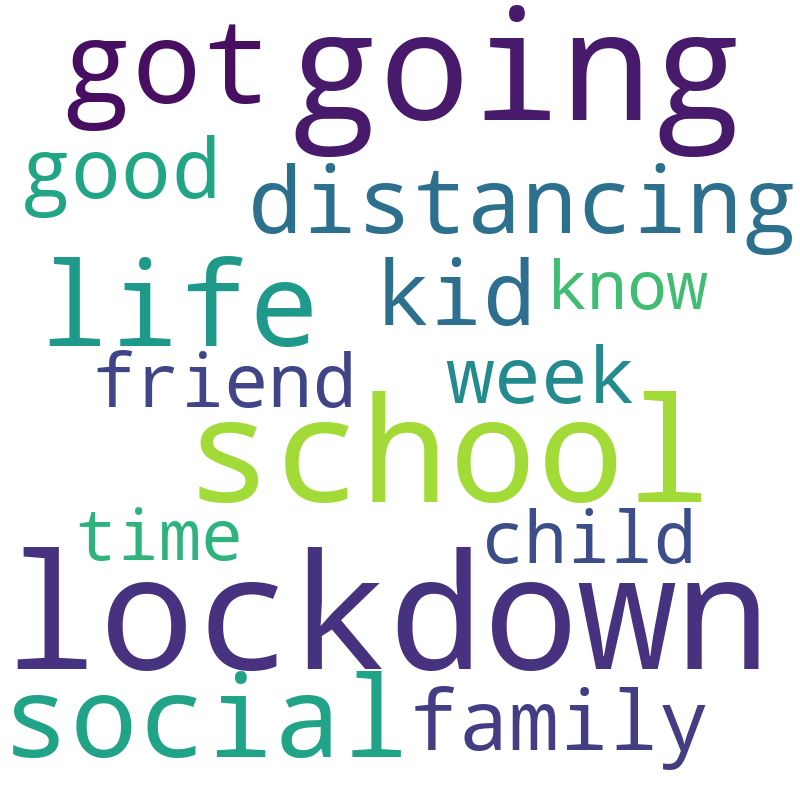 got going
good distancing
life kid know
friend week
school
time child
lockdown
social family